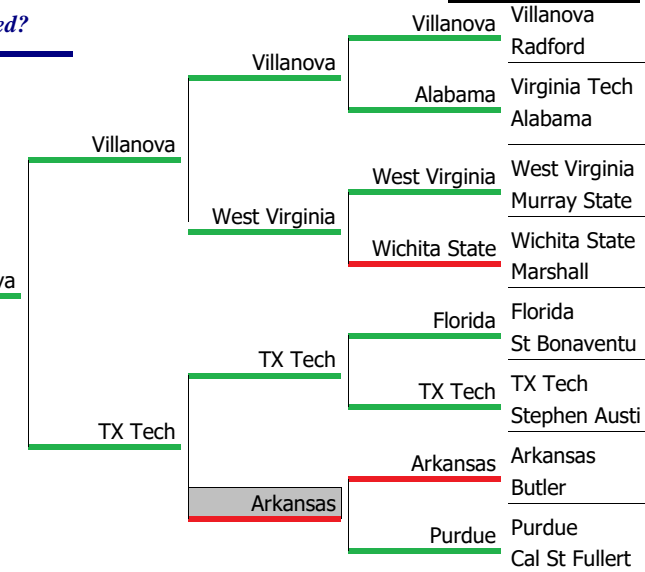 ed?
Villanova
Villanova
Radford
Villanova
Alabama
Virginia Tech
Alabama
Villanova
West Virginia
West Virginia
Murray State
West Virginia
Wichita State
Wichita State
Marshall
va
Florida
Florida
St Bonaventu
TX Tech
TX Tech
TX Tech
Stephen Austi
TX Tech
Arkansas
Arkansas
Butler
Arkansas
Purdue
Purdue
Cal St Fullert